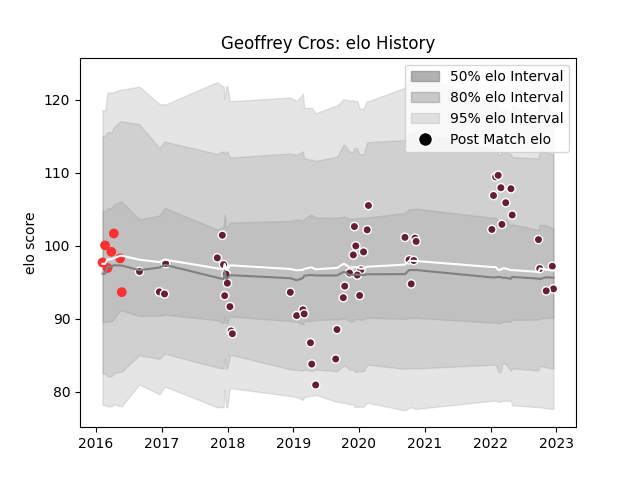 Geoffrey Cros: elo History
50% elo Interval
80% elo Interval
95% elo Interval
Post Match elo
elo score
120
110
100
90
80
2016 2017 2018 2019 2020 2021 2022 2023